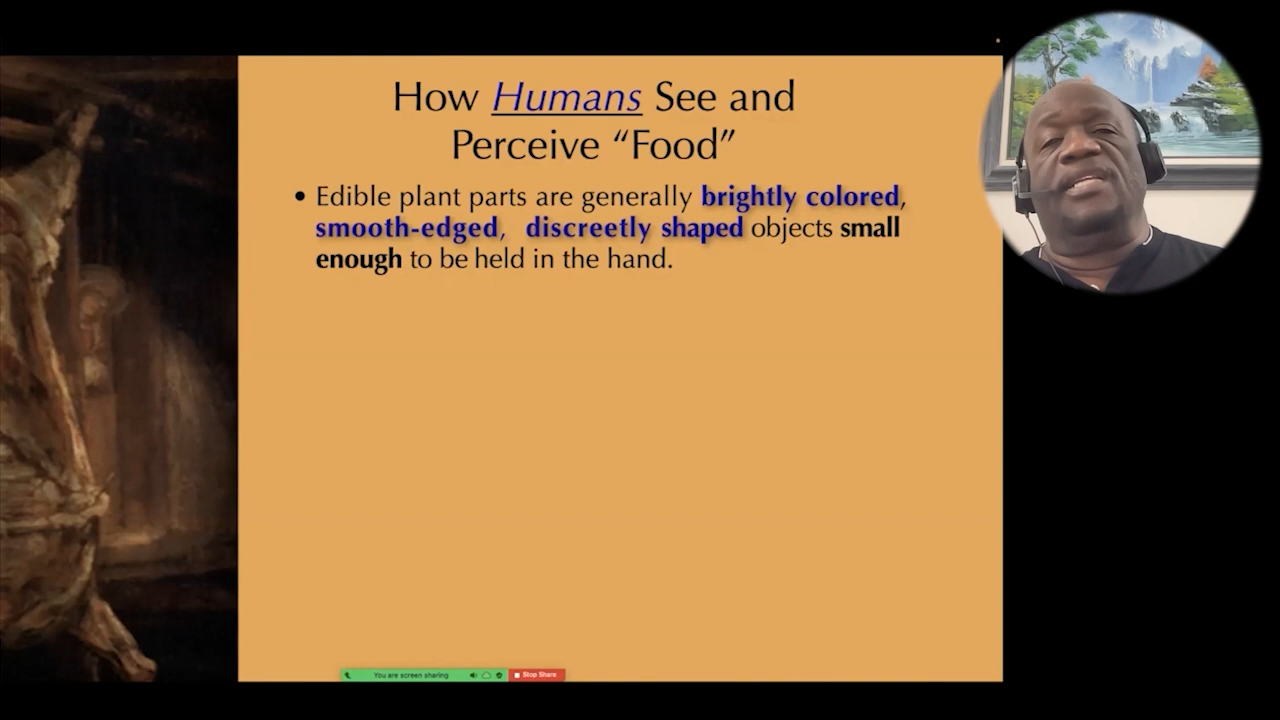 How Humans See and
Perceive “Food”
• Edible plant parts are generally brightly colored,
smooth-edged, discreetly shaped objects small
enough to be held in the hand.
You are screen sharing
Stop Share